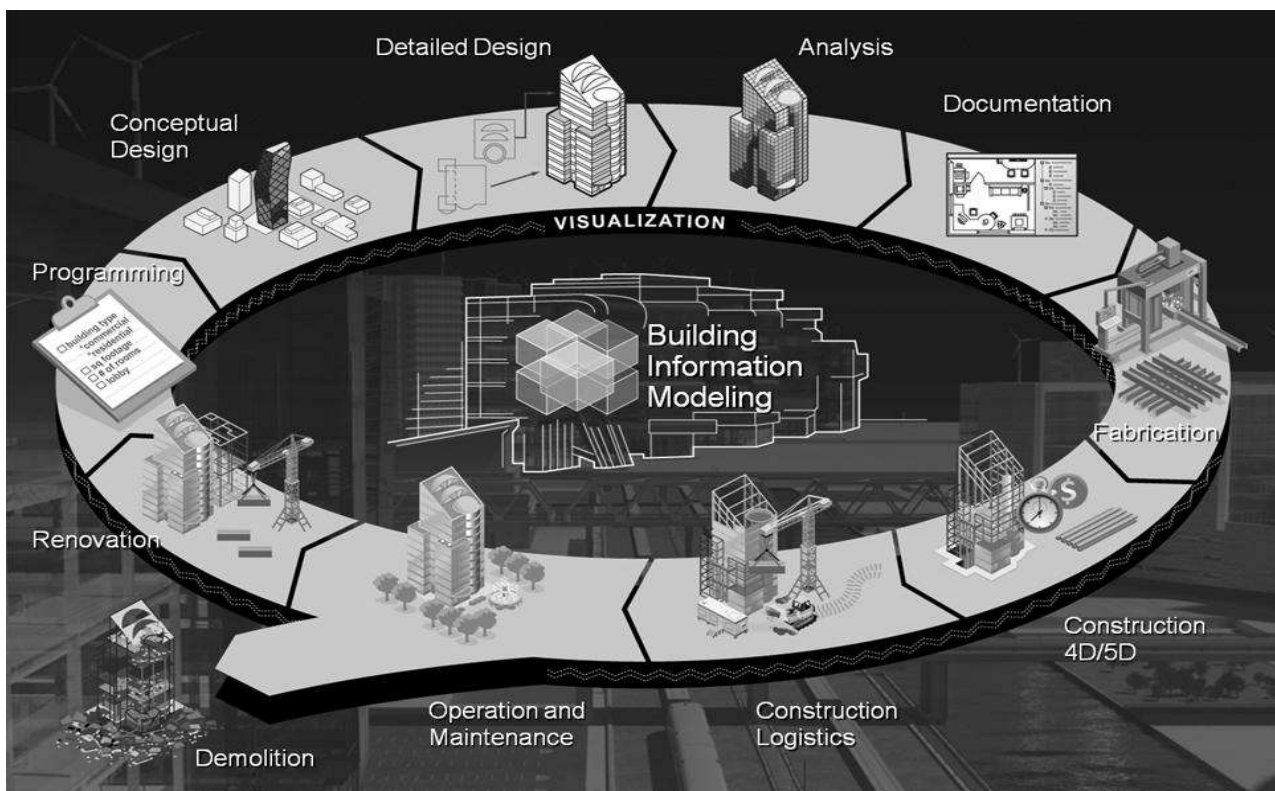 Detailed Design
Analysis
Conceptual
Design
Documentation
VISUALIZATION
Programming
building type
*commercial
*residential
sq. footage
# of rooms
lobby
Building
Information
Modeling
Fabrication
$
Renovation
Construction
4D/5D
Operation and
Maintenance
Construction
Logistics
Demolition